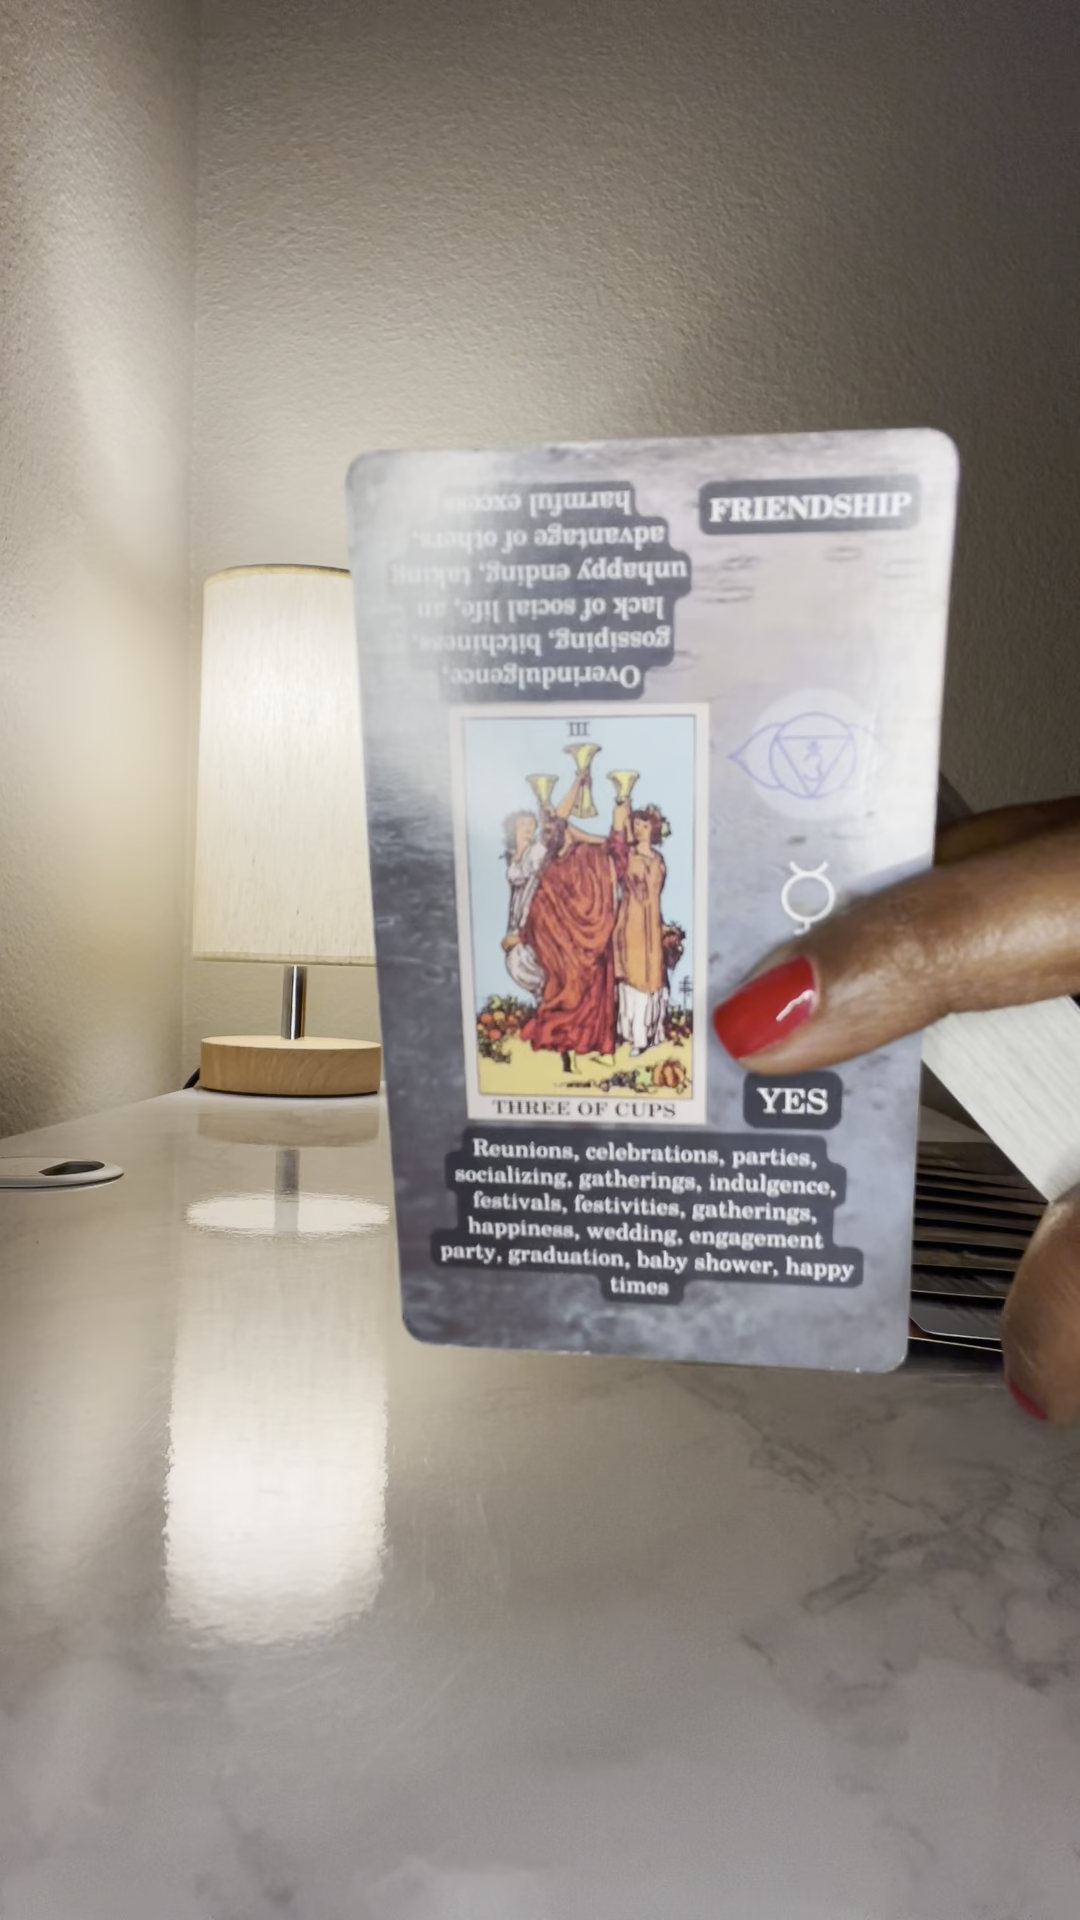 FRIENDSHIP
Overindulgence,
gossiping, bitchiness,
lack of social life, an
unhappy ending, taking
advantage of others,
harmful excess
III
THREE OF CUPS
YES
Reunions, celebrations, parties,
socializing, gatherings, indulgence,
festivals, festivities, gatherings,
happiness, wedding, engagement
party, graduation, baby shower, happy
times